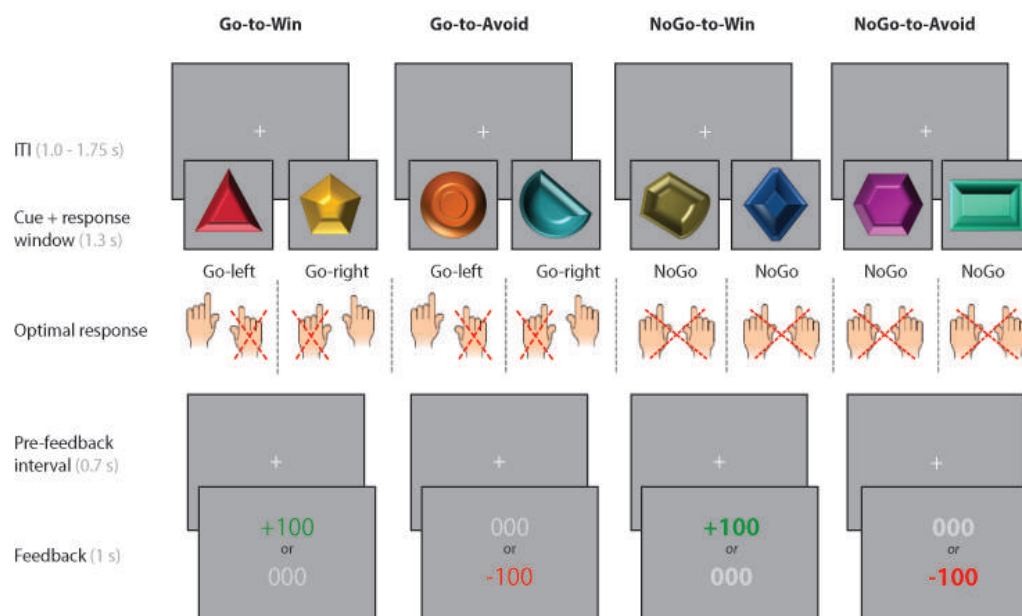 Go-to-Win Go-to-Avoid NoGo-to-Win NoGo-to-Avoid
ITI (1.0 - 1.75 s)
Cue + response
window (1.3 s)
Go-left Go-right Go-left Go-right NoGo NoGo NoGo NoGo
Optimal response
Pre-feedback
interval (0.7 s)
+100 000 +100 000
or or or or
Feedback (1 s)
000 -100 000 -100